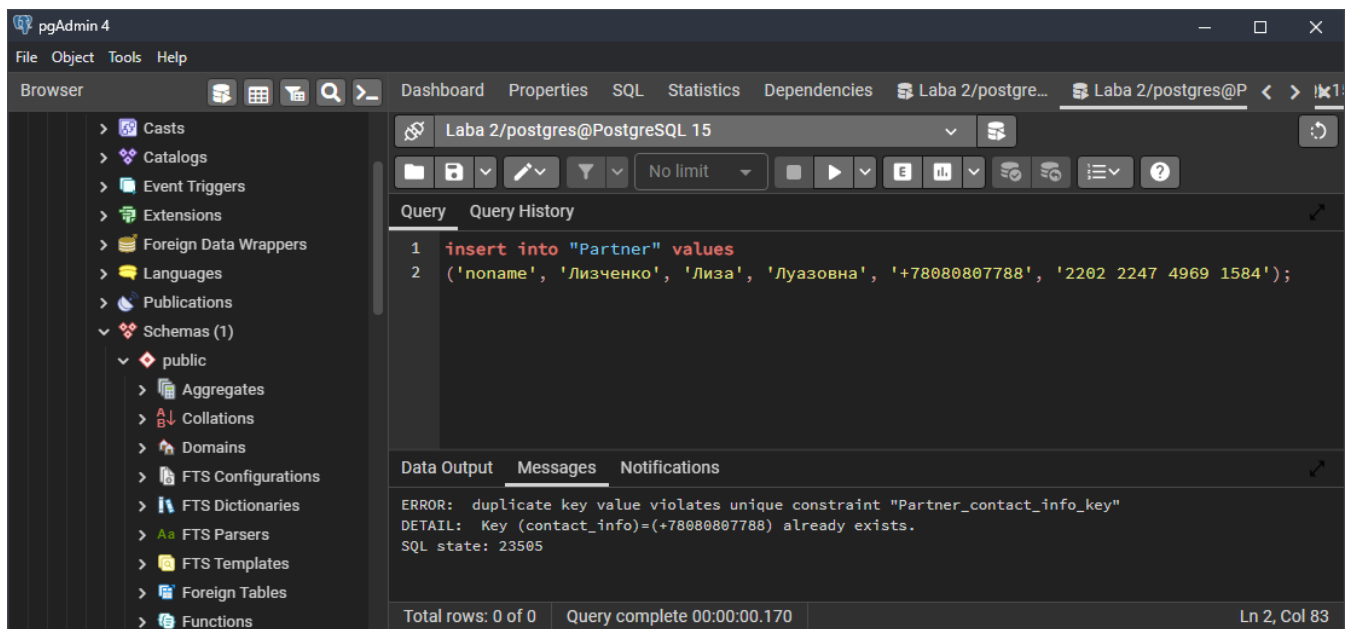 pgAdmin 4
File Object Tools Help
Browser
Dashboard Properties SQL Statistics Dependencies Laba 2/postgre... Laba 2/postgres@P
Casts
Catalogs
Event Triggers
Extensions
Foreign Data Wrappers
Languages
Publications
Schemas (1)
public
Aggregates
Collations
Domains
FTS Configurations
FTS Dictionaries
FTS Parsers
FTS Templates
Foreign Tables
Functions
Laba 2/postgres@PostgreSQL 15
No limit
Query Query History
1 insert into "Partner" values
2 ('noname', 'Лизченко', 'Лиза', 'Луазовна', '+78080807788', '2202 2247 4969 1584');
Data Output Messages Notifications
ERROR: duplicate key value violates unique constraint "Partner_contact_info_key"
DETAIL: Key (contact_info)=(+78080807788) already exists.
SQL state: 23505
Total rows: 0 of 0 Query complete 00:00:00.170 Ln 2, Col 83